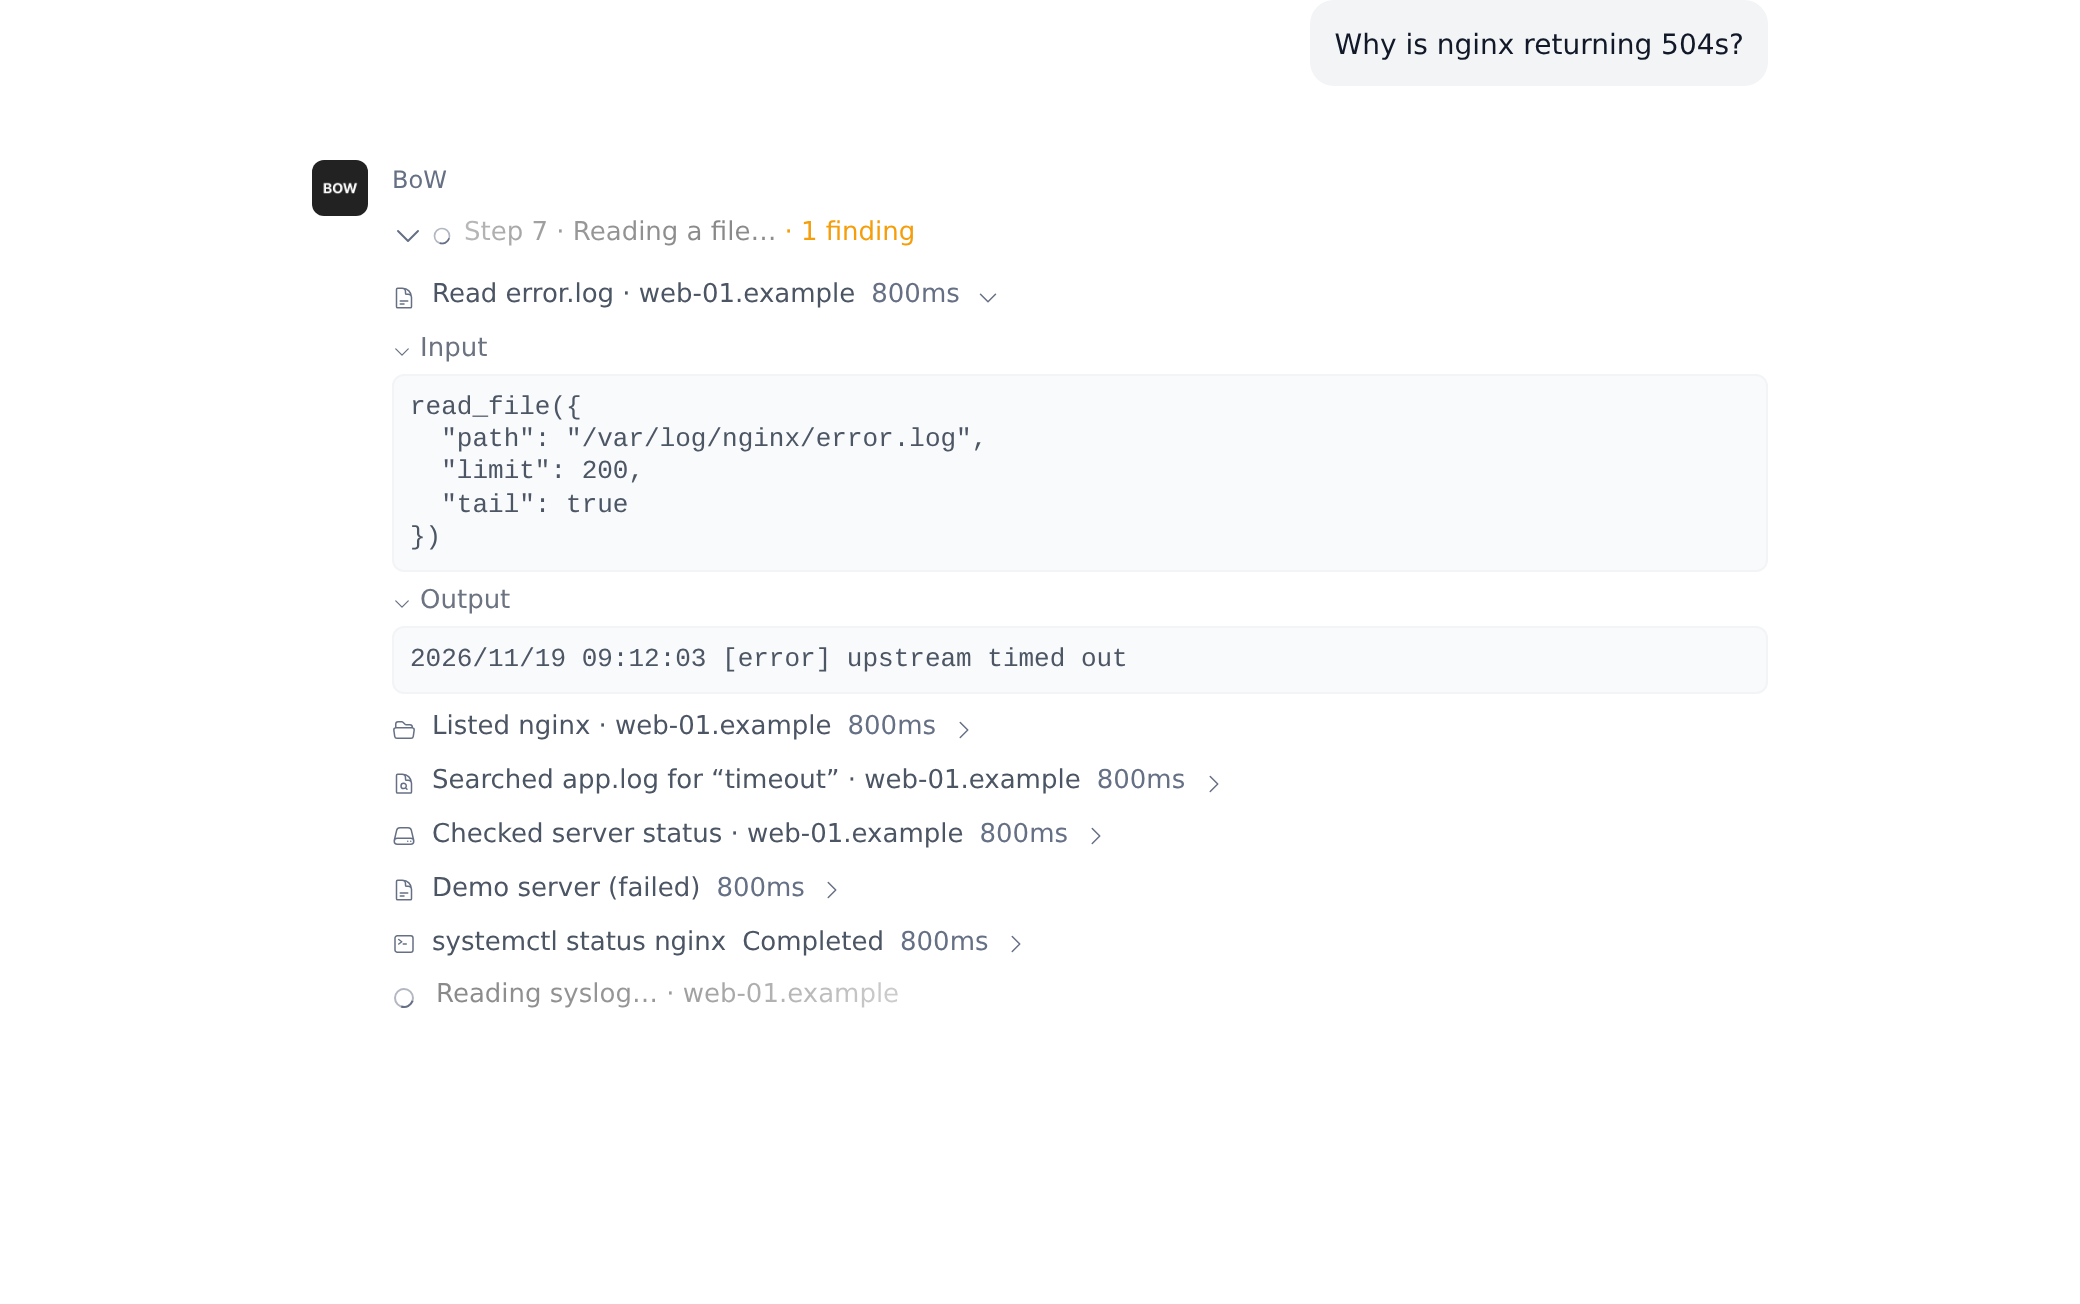 Why is nginx returning 504s?
BOW
BoW
Step 7 · Reading a file… · 1 finding
Read error.log · web-01.example 800ms
Input
read_file({
  "path": "/var/log/nginx/error.log",
  "limit": 200,
  "tail": true
})
Output
2026/11/19 09:12:03 [error] upstream timed out
Listed nginx · web-01.example 800ms
Searched app.log for “timeout” · web-01.example 800ms
Checked server status · web-01.example 800ms
Demo server (failed) 800ms
systemctl status nginx Completed 800ms
Reading syslog… · web-01.example